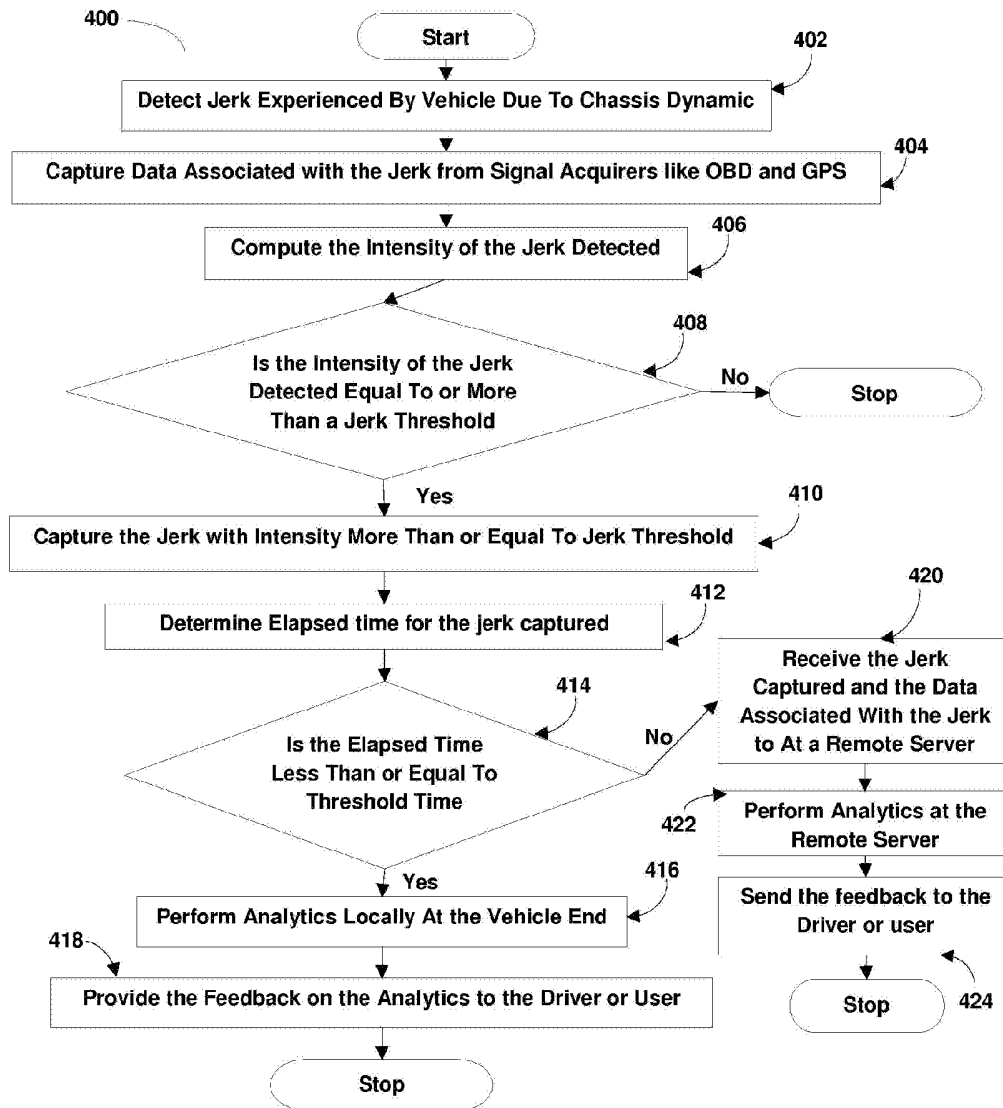 400
Start
402
Detect Jerk Experienced By Vehicle Due To Chassis Dynamic
Capture Data Associated with the Jerk from Signal Acquirers like OBD and GPS
404
Compute the Intensity of the Jerk Detected
406
408
Is the Intensity of the Jerk
Detected Equal To or More
Than a Jerk Threshold
No
Stop
Yes
410
Capture the Jerk with Intensity More Than or Equal To Jerk Threshold
Determine Elapsed time for the jerk captured
412
414
Is the Elapsed Time
Less Than or Equal To
Threshold Time
No
420
Receive the Jerk
Captured and the Data
Associated With the Jerk
to At a Remote Server
422
Perform Analytics at the
Remote Server
Send the feedback to the
Driver or user
424
Stop
Yes
416
Perform Analytics Locally At the Vehicle End
418
Provide the Feedback on the Analytics to the Driver or User
Stop